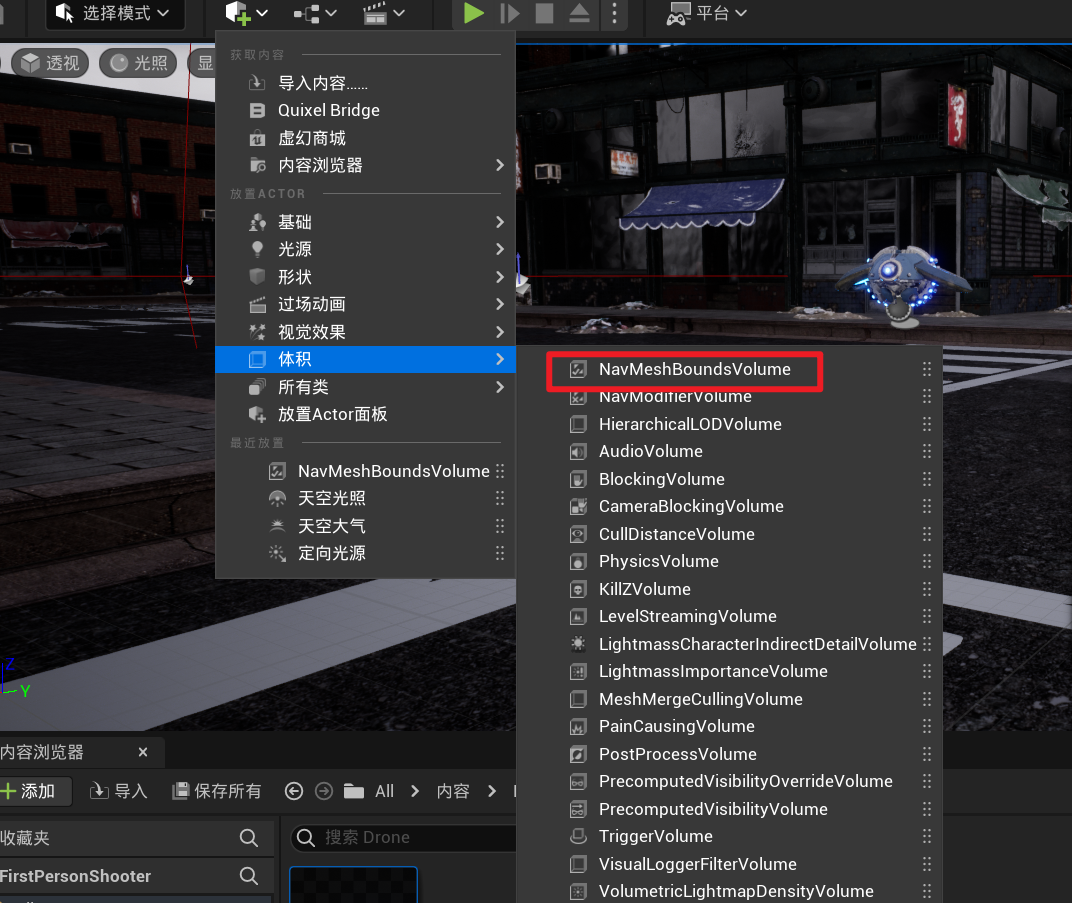 选择模式
平台
透视
光照
显
获取内容
导入内容......
Quixel Bridge
虚幻商城
内容浏览器
放置ACTOR
基础
光源
形状
过场动画
视觉效果
体积
所有类
放置Actor面板
最近放置
NavMeshBoundsVolume
天空光照
天空大气
定向光源
NavMeshBoundsVolume
NavModifierVolume
HierarchicalLODVolume
AudioVolume
BlockingVolume
CameraBlockingVolume
CullDistanceVolume
PhysicsVolume
KillZVolume
LevelStreamingVolume
LightmassCharacterIndirectDetailVolume
LightmassImportanceVolume
MeshMergeCullingVolume
PainCausingVolume
PostProcessVolume
PrecomputedVisibilityOverrideVolume
PrecomputedVisibilityVolume
TriggerVolume
VisualLoggerFilterVolume
VolumetricLightmapDensityVolume
Z
Y
内容浏览器
添加
导入
保存所有
All
内容
收藏夹
搜索 Drone
FirstPersonShooter